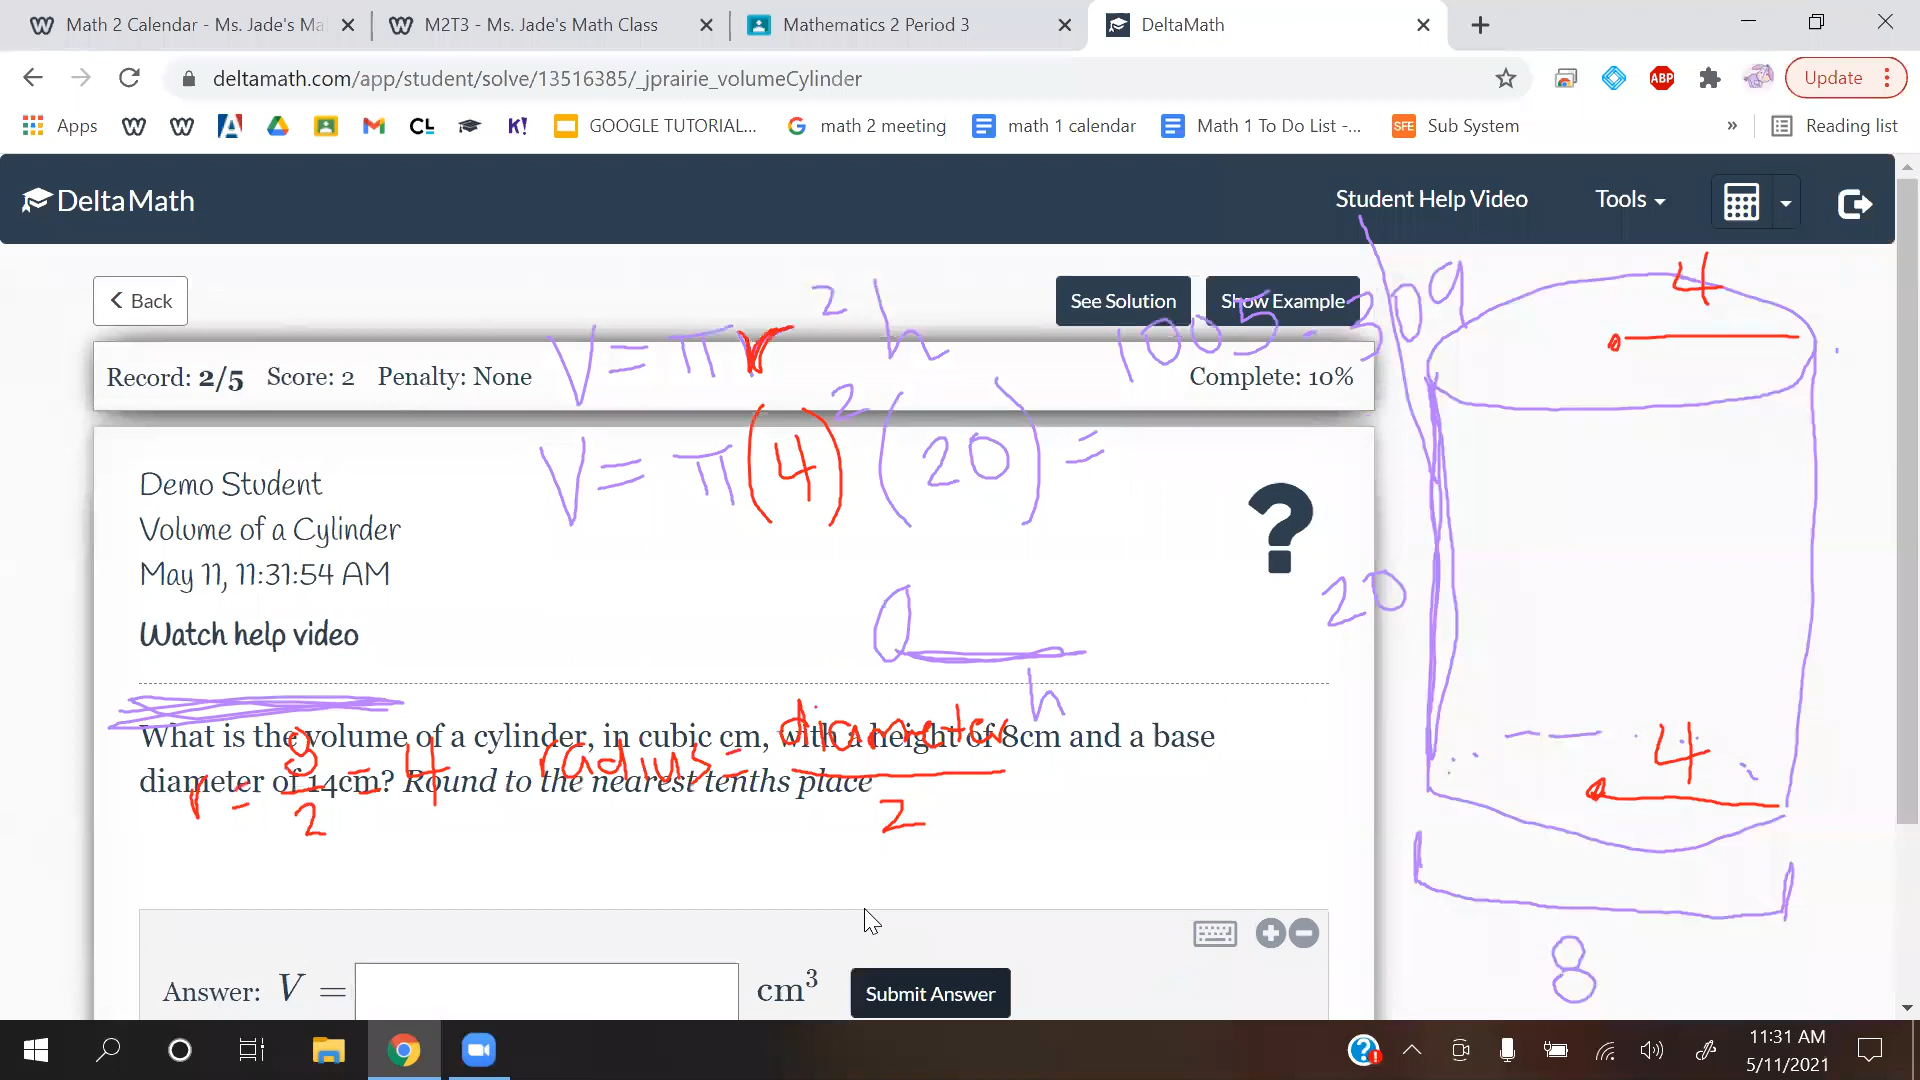 Math 2 Calendar - Ms. Jade's Ma
M2T3 - Ms. Jade's Math Class
Mathematics 2 Period 3
DeltaMath
deltamath.com/app/student/solve/13516385/_jprairie_volumeCylinder
ABP
Update
Apps
CL
K!
GOOGLE TUTORIAL...
math 2 meeting
math 1 calendar
Math 1 To Do List -...
SFE
Sub System
»
Reading list
DeltaMath
Student Help Video
Tools
Back
See Solution
Show Example
Record: 2/5 Score: 2 Penalty: None
Complete: 10%
V = πr² h
1005.309
4
V = π(4)²(20) =
Demo Student
Volume of a Cylinder
May 11, 11:31:54 AM
?
20
Watch help video
h
What is the volume of a cylinder, in cubic cm, with a height of 8cm and a base
diameter of 14cm? Round to the nearest tenths place
r = 8/2 = 4
radius = diameter/2
4
8
Answer: V =
cm³
Submit Answer
11:31 AM
5/11/2021